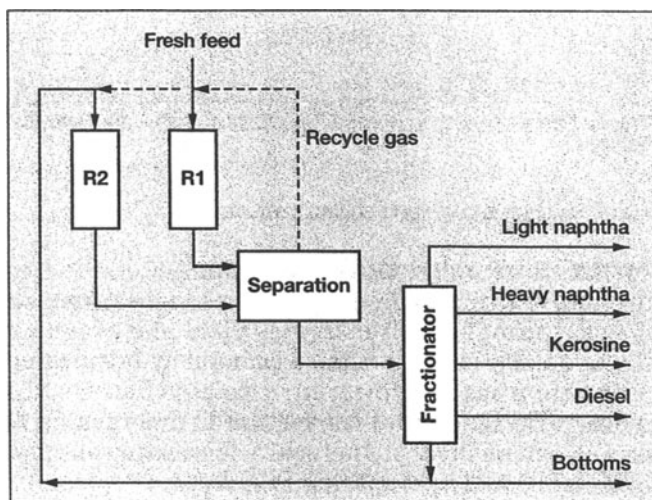 Fresh feed
Recycle gas
R2
R1
Separation
Fractionator
Light naphtha
Heavy naphtha
Kerosine
Diesel
Bottoms